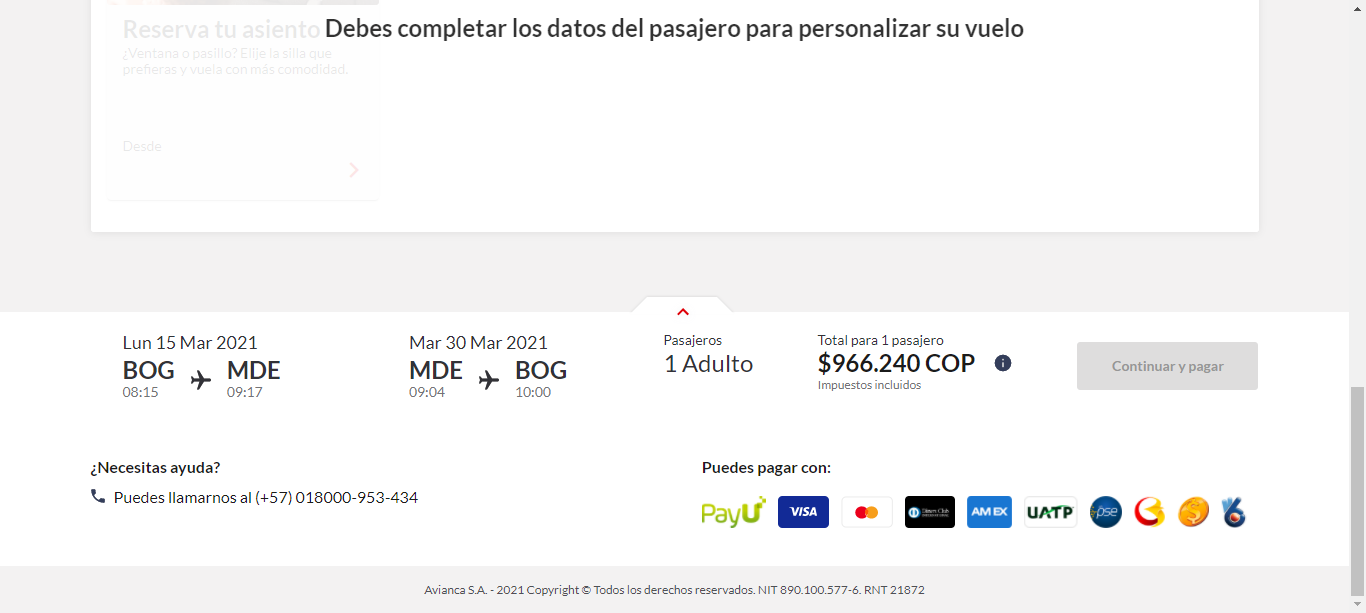 Debes completar los datos del pasajero para personalizar su vuelo
Reserva tu asiento
¿Ventana o pasillo? Elije la silla que
prefieras y vuela con más comodidad.
Desde
Lun 15 Mar 2021
BOG MDE
08:15 09:17
Mar 30 Mar 2021
MDE BOG
09:04 10:00
Pasajeros
1 Adulto
Total para 1 pasajero
$966.240 COP
Impuestos incluidos
Continuar y pagar
¿Necesitas ayuda?
Puedes llamarnos al (+57) 018000-953-434
Puedes pagar con:
PayU VISA Diners Club AMEX UATP pse
Avianca S.A. - 2021 Copyright © Todos los derechos reservados. NIT 890.100.577-6. RNT 21872